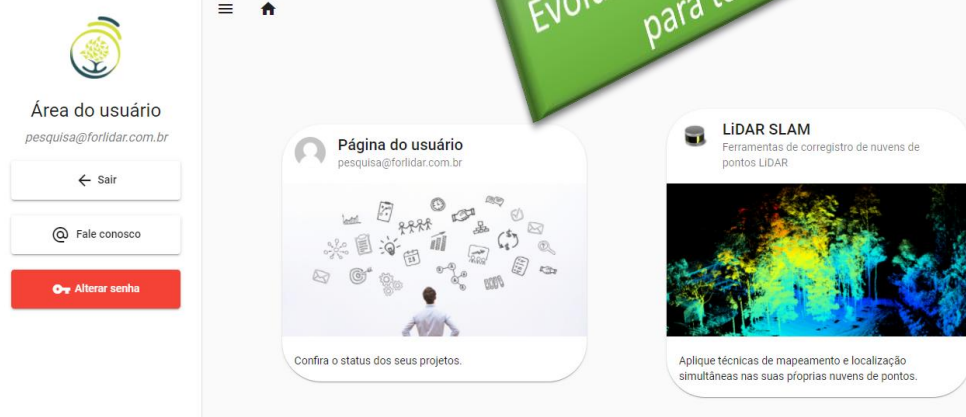 Área do usuário
pesquisa@forlidar.com.br
Sair
Fale conosco
Alterar senha
para
Página do usuário
pesquisa@forlidar.com.br
Confira o status dos seus projetos.
LiDAR SLAM
Ferramentas de corregistro de nuvens de
pontos LiDAR
Aplique técnicas de mapeamento e localização
simultâneas nas suas pŕoprias nuvens de pontos.